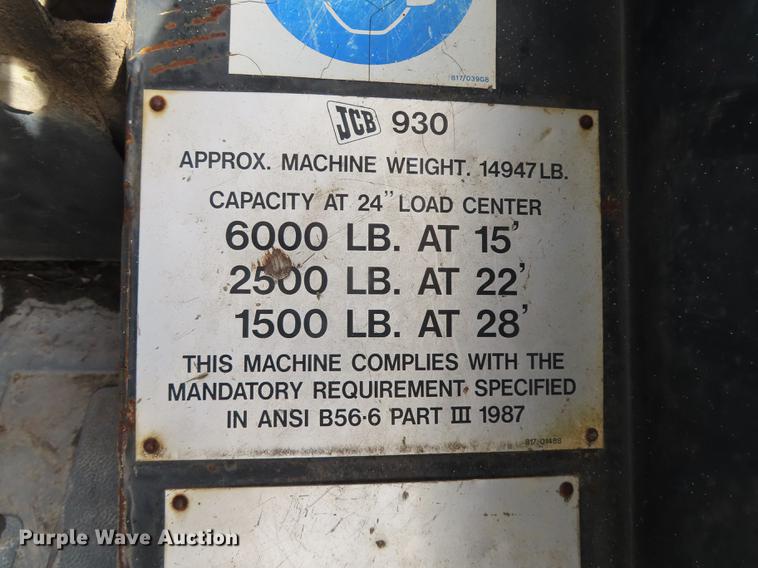 817/03908
JCB 930
APPROX. MACHINE WEIGHT. 14947 LB.
CAPACITY AT 24" LOAD CENTER
6000 LB. AT 15'
2500 LB. AT 22'
1500 LB. AT 28'
THIS MACHINE COMPLIES WITH THE
MANDATORY REQUIREMENT SPECIFIED
IN ANSI B56·6 PART III 1987
817/01488
Purple Wave Auction